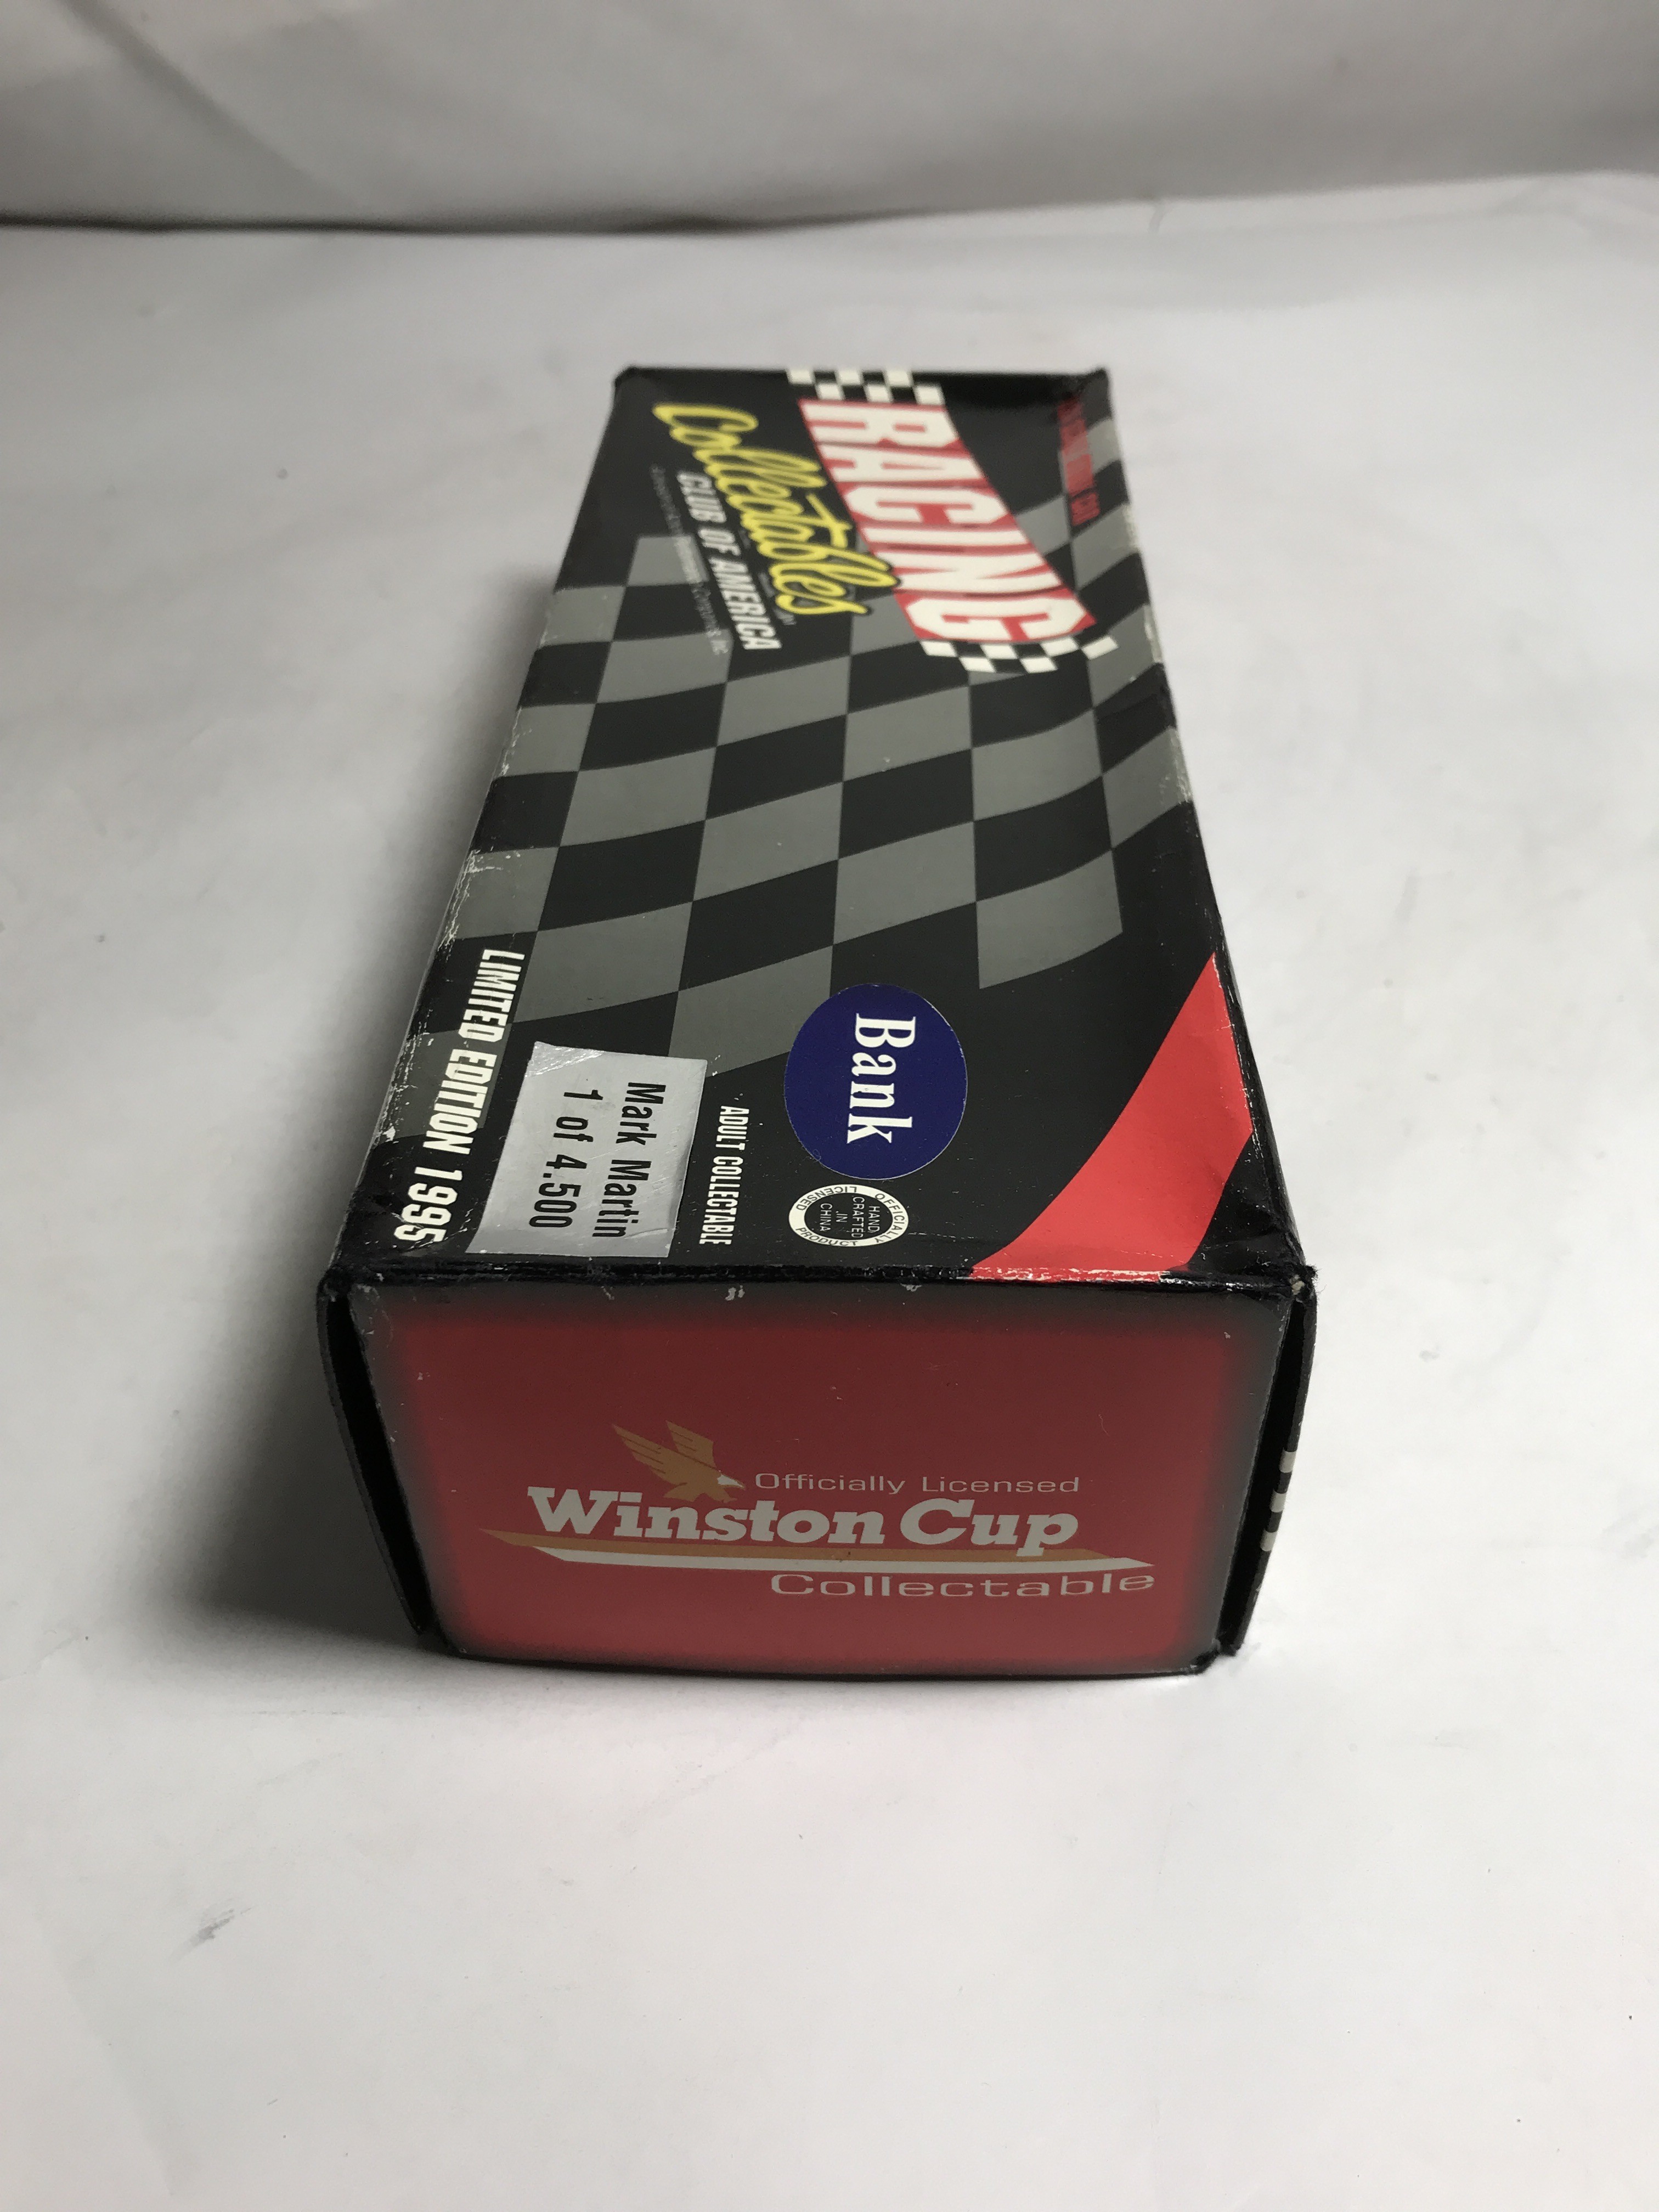 RACING
Collectables
CLUB OF AMERICA
Bank
OFFICIALLY LICENSED PRODUCT
HAND
CRAFTED
IN
CHINA
ADULT COLLECTABLE
Mark Martin
1 of 4.500
LIMITED EDITION 1995
Officially Licensed
Winston Cup
Collectable